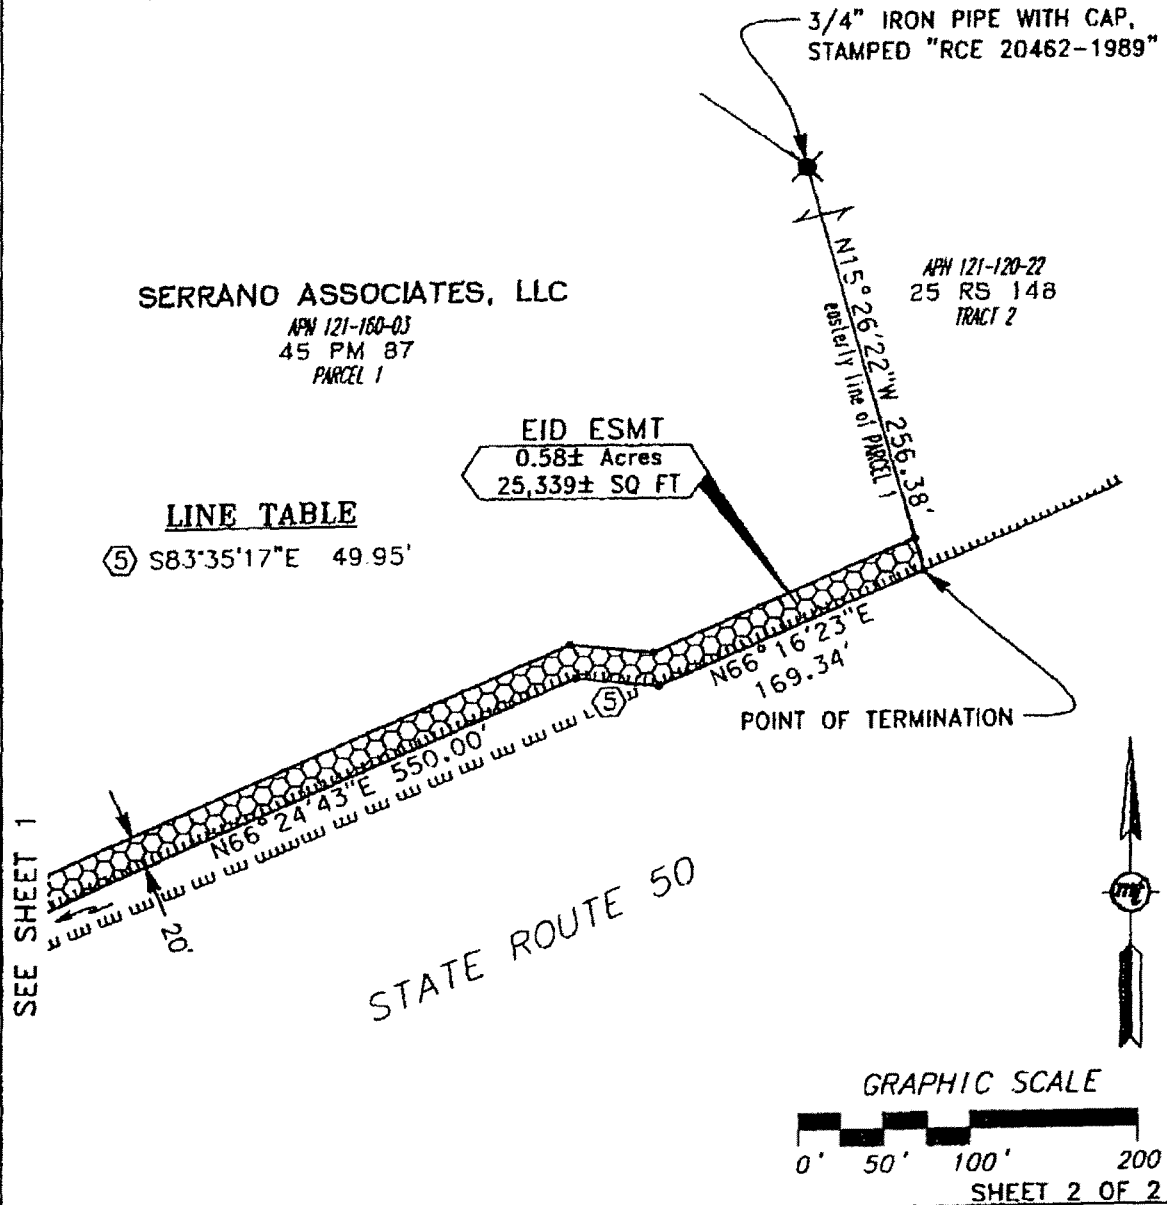 3/4" IRON PIPE WITH CAP,
STAMPED "RCE 20462-1989"
N15°26'22"W 256.38'
easterly line of PARCEL 1
APN 121-120-22
25 RS 148
TRACT 2
SERRANO ASSOCIATES, LLC
APN 121-160-03
45 PM 87
PARCEL 1
EID ESMT
0.58± Acres
25,339± SQ FT
LINE TABLE
5 S83°35'17"E 49.95'
N66°16'23"E
169.34'
5
POINT OF TERMINATION
N66°24'43"E 550.00'
20'
SEE SHEET 1
STATE ROUTE 50
GRAPHIC SCALE
0' 50' 100' 200
SHEET 2 OF 2